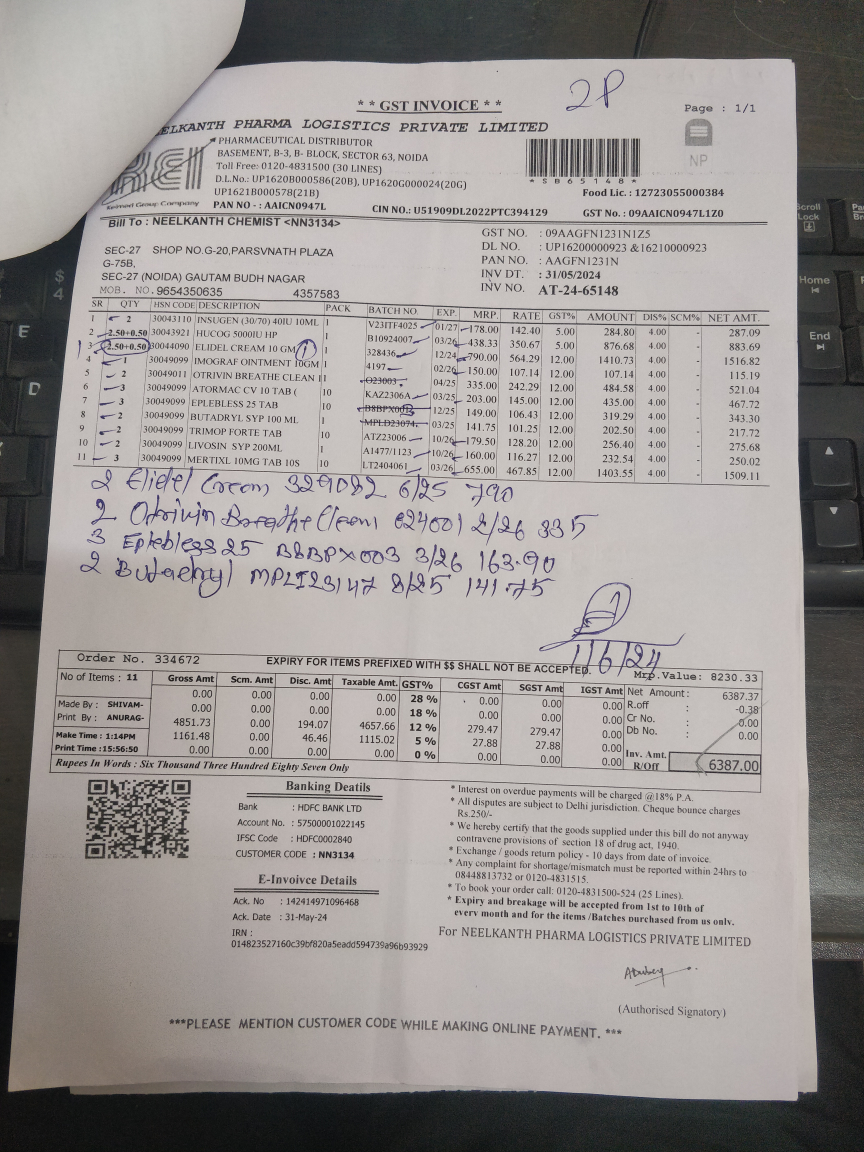 2P
** GST INVOICE **
Page : 1/1
EELKANTH PHARMA LOGISTICS PRIVATE LIMITED
PHARMACEUTICAL DISTRIBUTOR
BASEMENT, B-3, B- BLOCK, SECTOR 63, NOIDA
Toll Free: 0120-4831500 (30 LINES)
D.L.No.: UP1620B000586(20B), UP1620G000024(20G)
UP1621B000578(21B)
NP
*SB65148*
REL
Group Company
PAN NO - : AAICN0947L
CIN NO.: U51909DL2022PTC394129
Food Lic. : 12723055000384
GST No. : 09AAICN0947L1Z0
Bill To : NEELKANTH CHEMIST <NN3134>
SEC-27 SHOP NO.G-20,PARSVNATH PLAZA
G-75B,
SEC-27 (NOIDA) GAUTAM BUDH NAGAR
MOB. NO.9654350635 4357583
GST NO. : 09AAGFN1231N1Z5
DL NO. : UP16200000923 &16210000923
PAN NO. : AAGFN1231N
INV DT. : 31/05/2024
INV NO. AT-24-65148
SR QTY HSN CODE DESCRIPTION PACK BATCH NO. EXP. MRP. RATE GST% AMOUNT DIS% SCM% NET AMT.
1 2 30043110 INSUGEN (30/70) 40IU 10ML 1 V23ITF4025 01/27 178.00 142.40 5.00 284.80 4.00 - 287.09
2 2.50+0.50 30043921 HUCOG 5000IU HP 1 B10924007 03/26 438.33 350.67 5.00 876.68 4.00 - 883.69
3 2.50+0.50 30044090 ELIDEL CREAM 10 GM 1 1 328436 12/24 790.00 564.29 12.00 1410.73 4.00 - 1516.82
4 1 30049099 IMOGRAF OINTMENT 10GM 1 4197 02/26 150.00 107.14 12.00 107.14 4.00 - 115.19
5 2 30049011 OTRIVIN BREATHE CLEAN 1 1 O23003 04/25 335.00 242.29 12.00 484.58 4.00 - 521.04
6 3 30049099 ATORMAC CV 10 TAB ( 10 KAZ2306A 03/25 203.00 145.00 12.00 435.00 4.00 - 467.72
7 3 30049099 EPLEBLESS 25 TAB 10 12/25 149.00 106.43 12.00 319.29 4.00 - 343.30
8 2 30049099 BUTADRYL SYP 100 ML 1 MPLD23074 03/25 141.75 101.25 12.00 202.50 4.00 - 217.72
9 2 30049099 TRIMOP FORTE TAB 10 ATZ23006 10/26 179.50 128.20 12.00 256.40 4.00 - 275.68
10 2 30049099 LIVOSIN SYP 200ML 1 A1477/1123 10/26 160.00 116.27 12.00 232.54 4.00 - 250.02
11 3 30049099 MERTIXL 10MG TAB 10S 10 LT2404061 03/26 655.00 467.85 12.00 1403.55 4.00 - 1509.11
2 Elidel Cream 329082 6/25 790
2 Otrivin Breathe Clean e24001 2/26 335
3 Eplebless 25 B8BPX003 3/26 163.90
2 Butadryl MPLI23147 8/25 141.75
1/6/24
Order No. 334672
EXPIRY FOR ITEMS PREFIXED WITH $$ SHALL NOT BE ACCEPTED.
Mrp.Value: 8230.33
No of Items : 11
Made By : SHIVAM-
Print By : ANURAG-
Make Time : 1:14PM
Print Time :15:56:50
Gross Amt Scm. Amt Disc. Amt Taxable Amt. GST% CGST Amt SGST Amt IGST Amt
0.00 0.00 0.00 0.00 28 % 0.00 0.00 0.00
0.00 0.00 0.00 0.00 18 % 0.00 0.00 0.00
4851.73 0.00 194.07 4657.66 12 % 279.47 279.47 0.00
1161.48 0.00 46.46 1115.02 5 % 27.88 27.88 0.00
0.00 0.00 0.00 0.00 0 % 0.00 0.00 0.00
Net Amount : 6387.37
R.off : -0.38
Cr No. : 0.00
Db No. : 0.00
Inv. Amt.
R/Off 6387.00
Rupees In Words : Six Thousand Three Hundred Eighty Seven Only
Banking Deatils
Bank : HDFC BANK LTD
Account No. : 57500001022145
IFSC Code : HDFC0002840
CUSTOMER CODE : NN3134
E-Invoivce Details
Ack. No : 142414971096468
Ack. Date : 31-May-24
IRN :
014823527160c39bf820a5eadd594739a96b93929
* Interest on overdue payments will be charged @18% P.A.
* All disputes are subject to Delhi jurisdiction. Cheque bounce charges
Rs.250/-
* We hereby certify that the goods supplied under this bill do not anyway
contravene provisions of section 18 of drug act, 1940.
* Exchange / goods return policy - 10 days from date of invoice.
* Any complaint for shortage/mismatch must be reported within 24hrs to
08448813732 or 0120-4831515.
* To book your order call: 0120-4831500-524 (25 Lines).
* Expiry and breakage will be accepted from 1st to 10th of
every month and for the items /Batches purchased from us only.
For NEELKANTH PHARMA LOGISTICS PRIVATE LIMITED
(Authorised Signatory)
***PLEASE MENTION CUSTOMER CODE WHILE MAKING ONLINE PAYMENT. ***
Scroll
Lock
Pau
Brea
Home
End
$
4
E
D